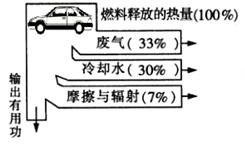 燃料释放的热量(100%)
废气（33%）
冷却水（30%）
摩擦与辐射(7%)
输出有用功